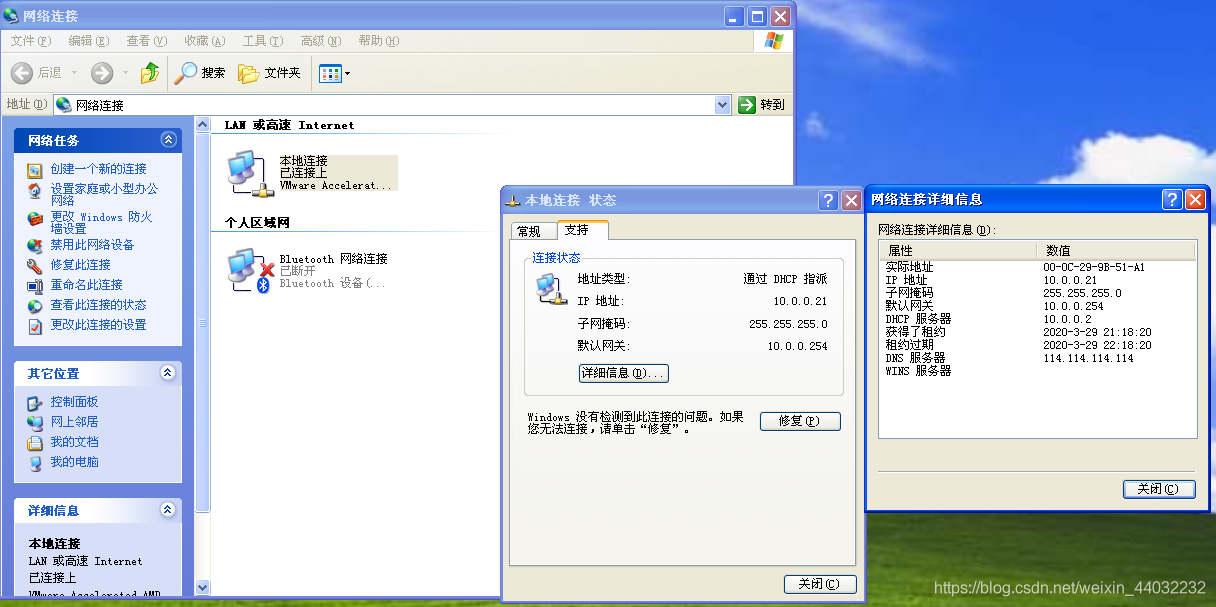 网络连接
文件(F) 编辑(E) 查看(V) 收藏(A) 工具(T) 高级(N) 帮助(H)
后退 搜索 文件夹
地址(D) 网络连接 转到
网络任务
创建一个新的连接
设置家庭或小型办公
网络
更改 Windows 防火
墙设置
禁用此网络设备
修复此连接
重命名此连接
查看此连接的状态
更改此连接的设置
其它位置
控制面板
网上邻居
我的文档
我的电脑
详细信息
本地连接
LAN 或高速 Internet
已连接上
VMware Accelerated AMD
LAN 或高速 Internet
本地连接
已连接上
VMware Accelerat...
个人区域网
Bluetooth 网络连接
已断开
Bluetooth 设备(...
本地连接 状态
常规 支持
连接状态
地址类型: 通过 DHCP 指派
IP 地址: 10.0.0.21
子网掩码: 255.255.255.0
默认网关: 10.0.0.254
详细信息(D)...
Windows 没有检测到此连接的问题。如果
您无法连接，请单击“修复”。
修复(P)
关闭(C)
网络连接详细信息
网络连接详细信息(D):
属性 数值
实际地址 00-0C-29-9B-51-A1
IP 地址 10.0.0.21
子网掩码 255.255.255.0
默认网关 10.0.0.254
DHCP 服务器 10.0.0.2
获得了租约 2020-3-29 21:18:20
租约过期 2020-3-29 22:18:20
DNS 服务器 114.114.114.114
WINS 服务器
关闭(C)
https://blog.csdn.net/weixin_44032232